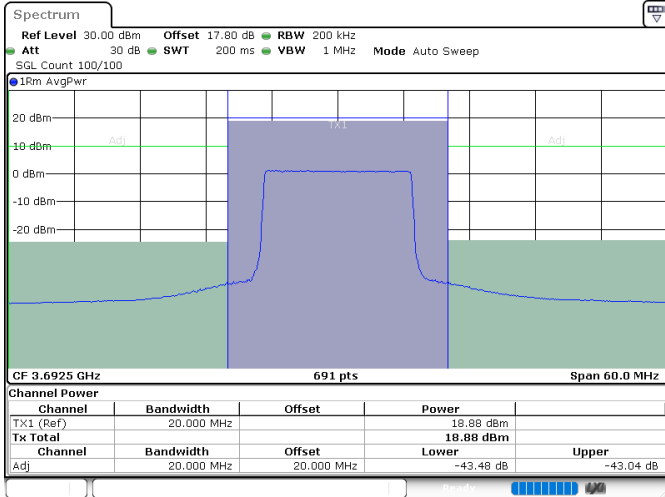 Spectrum
Ref Level 30.00 dBm Offset 17.80 dB RBW 200 kHz
Att 30 dB SWT 200 ms VBW 1 MHz Mode Auto Sweep
SGL Count 100/100
1Rm AvgPwr
20 dBm
TX1
10 dBm
Adj
Adj
0 dBm
-10 dBm
-20 dBm
CF 3.6925 GHz 691 pts Span 60.0 MHz
Channel Power
Channel Bandwidth Offset Power
TX1 (Ref) 20.000 MHz 18.88 dBm
Tx Total 18.88 dBm
Channel Bandwidth Offset Lower Upper
Adj 20.000 MHz 20.000 MHz -43.48 dB -43.04 dB
Ready LXI